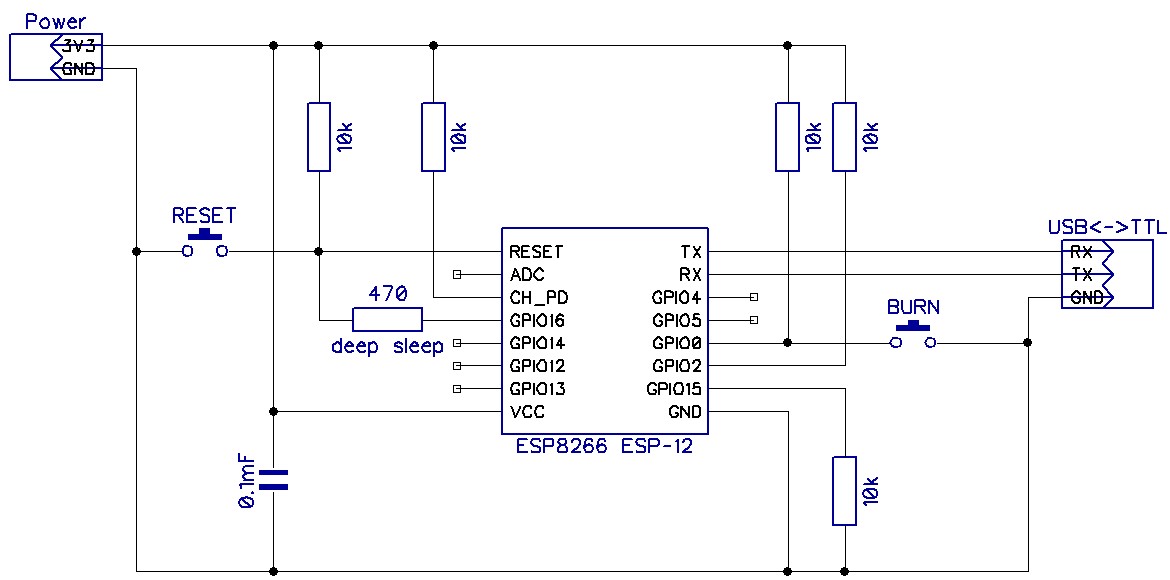 Power
3V3
GND
10k
10k
10k
10k
RESET
USB<->TTL
RX
TX
GND
RESET
ADC
CH_PD
GPIO16
GPIO14
GPIO12
GPIO13
VCC
TX
RX
GPIO4
GPIO5
GPIO0
GPIO2
GPIO15
GND
470
deep sleep
BURN
ESP8266 ESP-12
0.1mF
10k